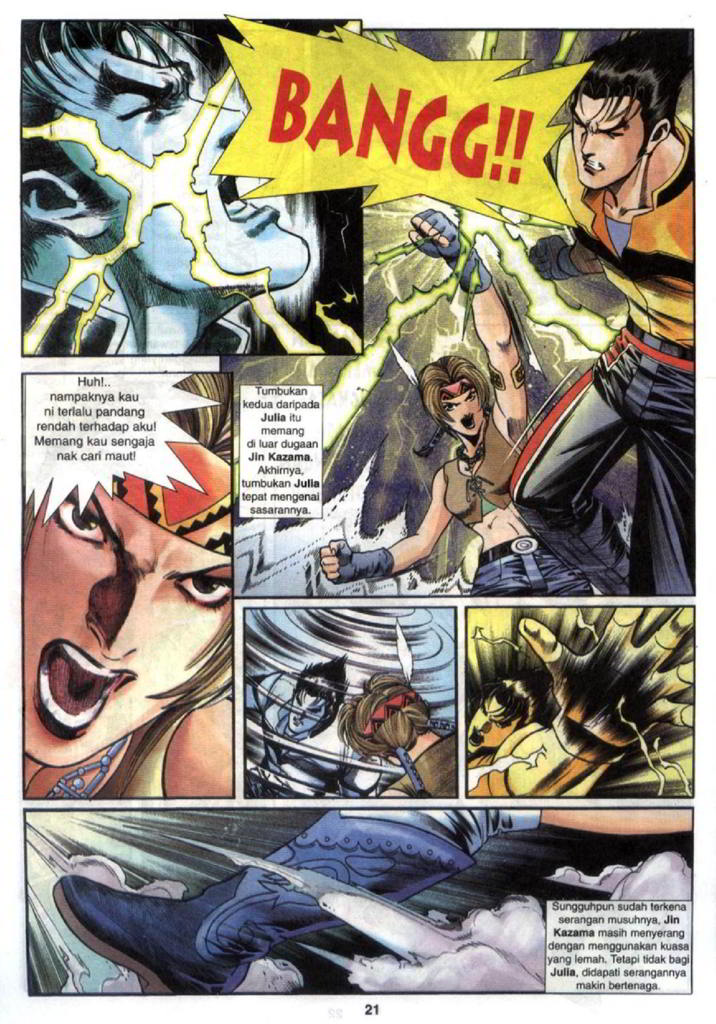 BANGG!!
Huh!..
nampaknya kau
ni terlalu pandang
rendah terhadap aku!
Memang kau sengaja
nak cari maut!
Tumbukan
kedua daripada
Julia itu
memang
di luar dugaan
Jin Kazama.
Akhirnya,
tumbukan Julia
tepat mengenai
sasarannya.
Sungguhpun sudah terkena
serangan musuhnya, Jin
Kazama masih menyerang
dengan menggunakan kuasa
yang lemah. Tetapi tidak bagi
Julia, didapati serangannya
makin bertenaga.
21